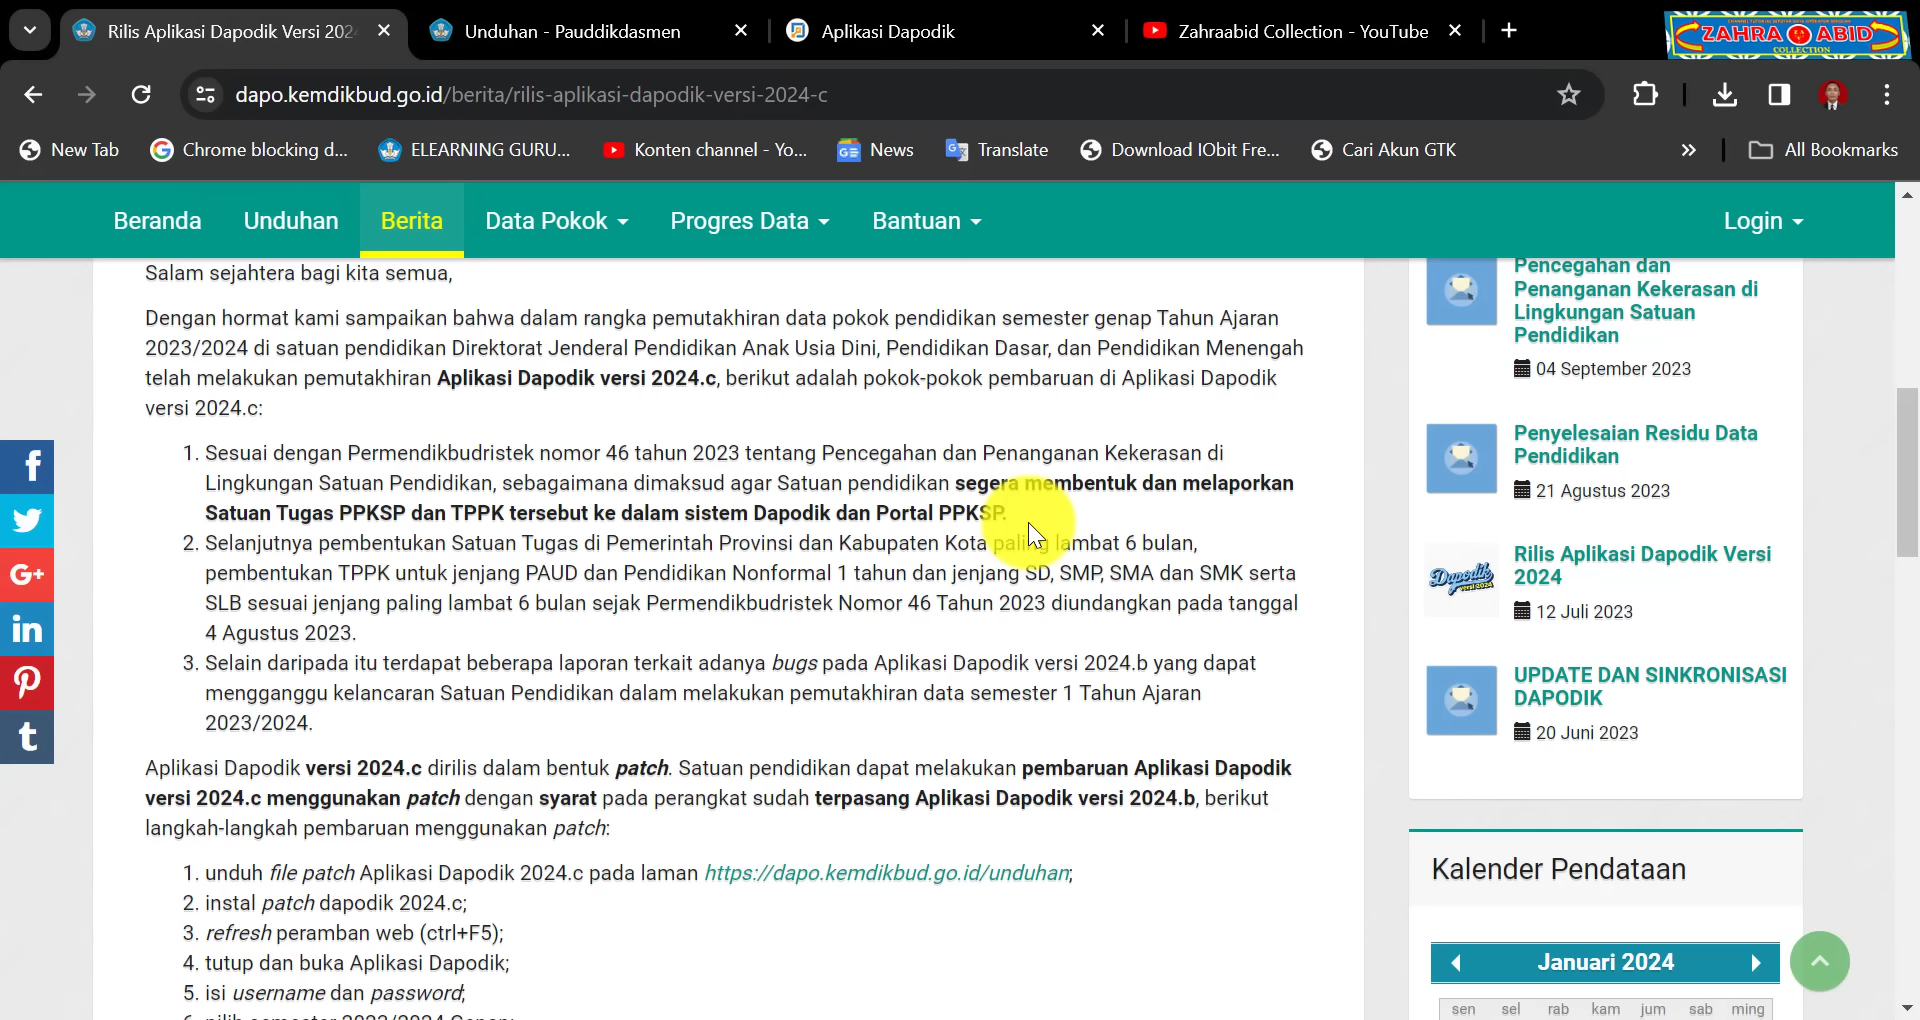 Rilis Aplikasi Dapodik Versi 202
Unduhan - Pauddikdasmen
Aplikasi Dapodik
Zahraabid Collection - YouTube
ZAHRA ABID
COLLECTION
dapo.kemdikbud.go.id/berita/rilis-aplikasi-dapodik-versi-2024-c
New Tab
Chrome blocking d...
ELEARNING GURU...
Konten channel - Yo...
News
Translate
Download IObit Fre...
Cari Akun GTK
All Bookmarks
Beranda
Unduhan
Berita
Data Pokok
Progres Data
Bantuan
Login
Salam sejahtera bagi kita semua,
Dengan hormat kami sampaikan bahwa dalam rangka pemutakhiran data pokok pendidikan semester genap Tahun Ajaran
2023/2024 di satuan pendidikan Direktorat Jenderal Pendidikan Anak Usia Dini, Pendidikan Dasar, dan Pendidikan Menengah
telah melakukan pemutakhiran Aplikasi Dapodik versi 2024.c, berikut adalah pokok-pokok pembaruan di Aplikasi Dapodik
versi 2024.c:
1. Sesuai dengan Permendikbudristek nomor 46 tahun 2023 tentang Pencegahan dan Penanganan Kekerasan di
Lingkungan Satuan Pendidikan, sebagaimana dimaksud agar Satuan pendidikan segera membentuk dan melaporkan
Satuan Tugas PPKSP dan TPPK tersebut ke dalam sistem Dapodik dan Portal PPKSP.
2. Selanjutnya pembentukan Satuan Tugas di Pemerintah Provinsi dan Kabupaten Kota paling lambat 6 bulan,
pembentukan TPPK untuk jenjang PAUD dan Pendidikan Nonformal 1 tahun dan jenjang SD, SMP, SMA dan SMK serta
SLB sesuai jenjang paling lambat 6 bulan sejak Permendikbudristek Nomor 46 Tahun 2023 diundangkan pada tanggal
4 Agustus 2023.
3. Selain daripada itu terdapat beberapa laporan terkait adanya bugs pada Aplikasi Dapodik versi 2024.b yang dapat
mengganggu kelancaran Satuan Pendidikan dalam melakukan pemutakhiran data semester 1 Tahun Ajaran
2023/2024.
Aplikasi Dapodik versi 2024.c dirilis dalam bentuk patch. Satuan pendidikan dapat melakukan pembaruan Aplikasi Dapodik
versi 2024.c menggunakan patch dengan syarat pada perangkat sudah terpasang Aplikasi Dapodik versi 2024.b, berikut
langkah-langkah pembaruan menggunakan patch:
1. unduh file patch Aplikasi Dapodik 2024.c pada laman https://dapo.kemdikbud.go.id/unduhan;
2. instal patch dapodik 2024.c;
3. refresh peramban web (ctrl+F5);
4. tutup dan buka Aplikasi Dapodik;
5. isi username dan password;
Pencegahan dan
Penanganan Kekerasan di
Lingkungan Satuan
Pendidikan
04 September 2023
Penyelesaian Residu Data
Pendidikan
21 Agustus 2023
Dapodik
versi 2024
Rilis Aplikasi Dapodik Versi
2024
12 Juli 2023
UPDATE DAN SINKRONISASI
DAPODIK
20 Juni 2023
Kalender Pendataan
Januari 2024
sen sel rab kam jum sab ming